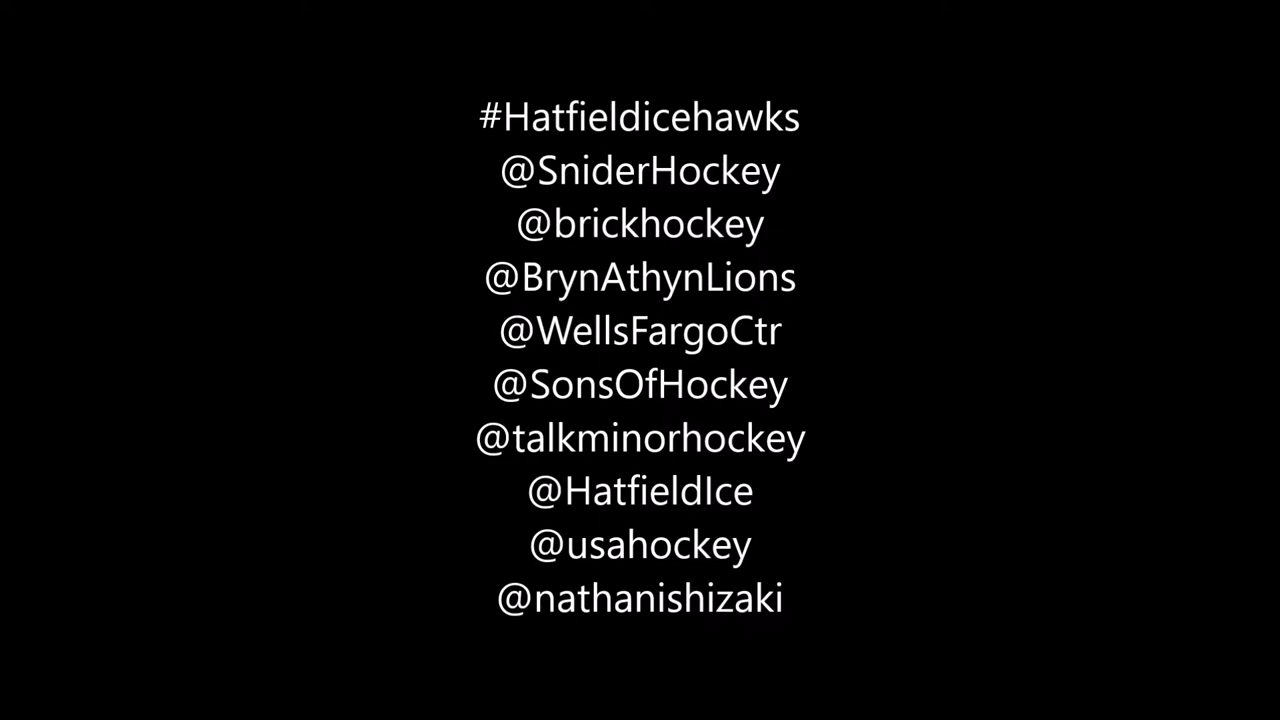 #Hatfieldicehawks
@SniderHockey
@brickhockey
@BrynAthynLions
@WellsFargoCtr
@SonsOfHockey
@talkminorhockey
@HatfieldIce
@usahockey
@nathanishizaki